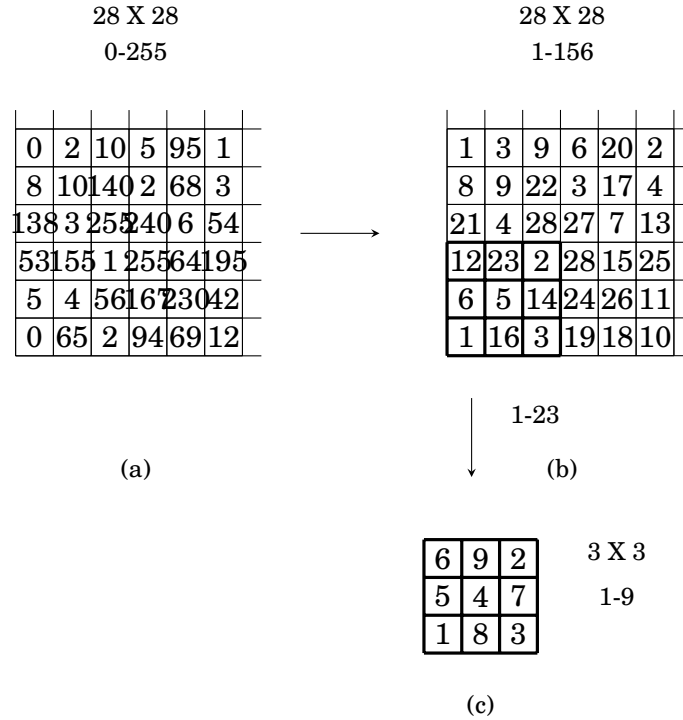 28 X 28
0-255
28 X 28
1-156
0 2 10 5 95 1
8 10 140 2 68 3
138 3 255 240 6 54
53 155 1 255 64 195
5 4 56 167 230 42
0 65 2 94 69 12
1 3 9 6 20 2
8 9 22 3 17 4
21 4 28 27 7 13
12 23 2 28 15 25
6 5 14 24 26 11
1 16 3 19 18 10
1-23
(a)
(b)
6 9 2
5 4 7
1 8 3
3 X 3
1-9
(c)